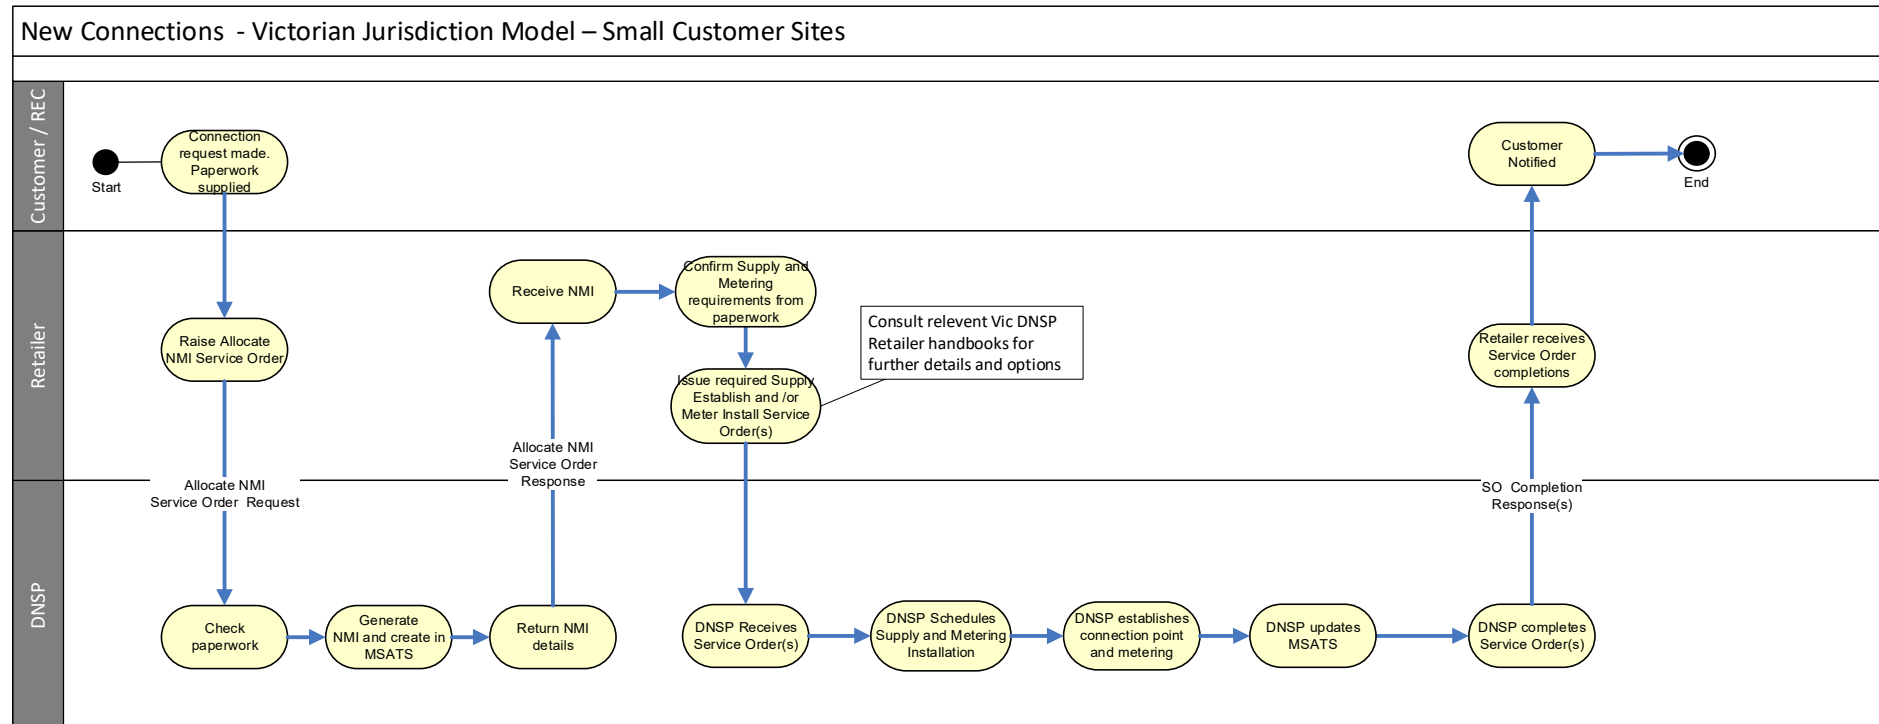 New Connections  - Victorian Jurisdiction Model – Small Customer Sites
Customer / REC
Start
Connection
request made.
Paperwork
supplied
Customer
Notified
End
Retailer
Raise Allocate
NMI Service Order
Receive NMI
Confirm Supply and
Metering
requirements from
paperwork
Issue required Supply
Establish and /or
Meter Install Service
Order(s)
Consult relevent Vic DNSP
Retailer handbooks for
further details and options
Retailer receives
Service Order
completions
Allocate NMI
Service Order  Request
Allocate NMI
Service Order
Response
SO  Completion
Response(s)
DNSP
Check
paperwork
Generate
NMI and create in
MSATS
Return NMI
details
DNSP Receives
Service Order(s)
DNSP Schedules
Supply and Metering
Installation
DNSP establishes
connection point
and metering
DNSP updates
MSATS
DNSP completes
Service Order(s)